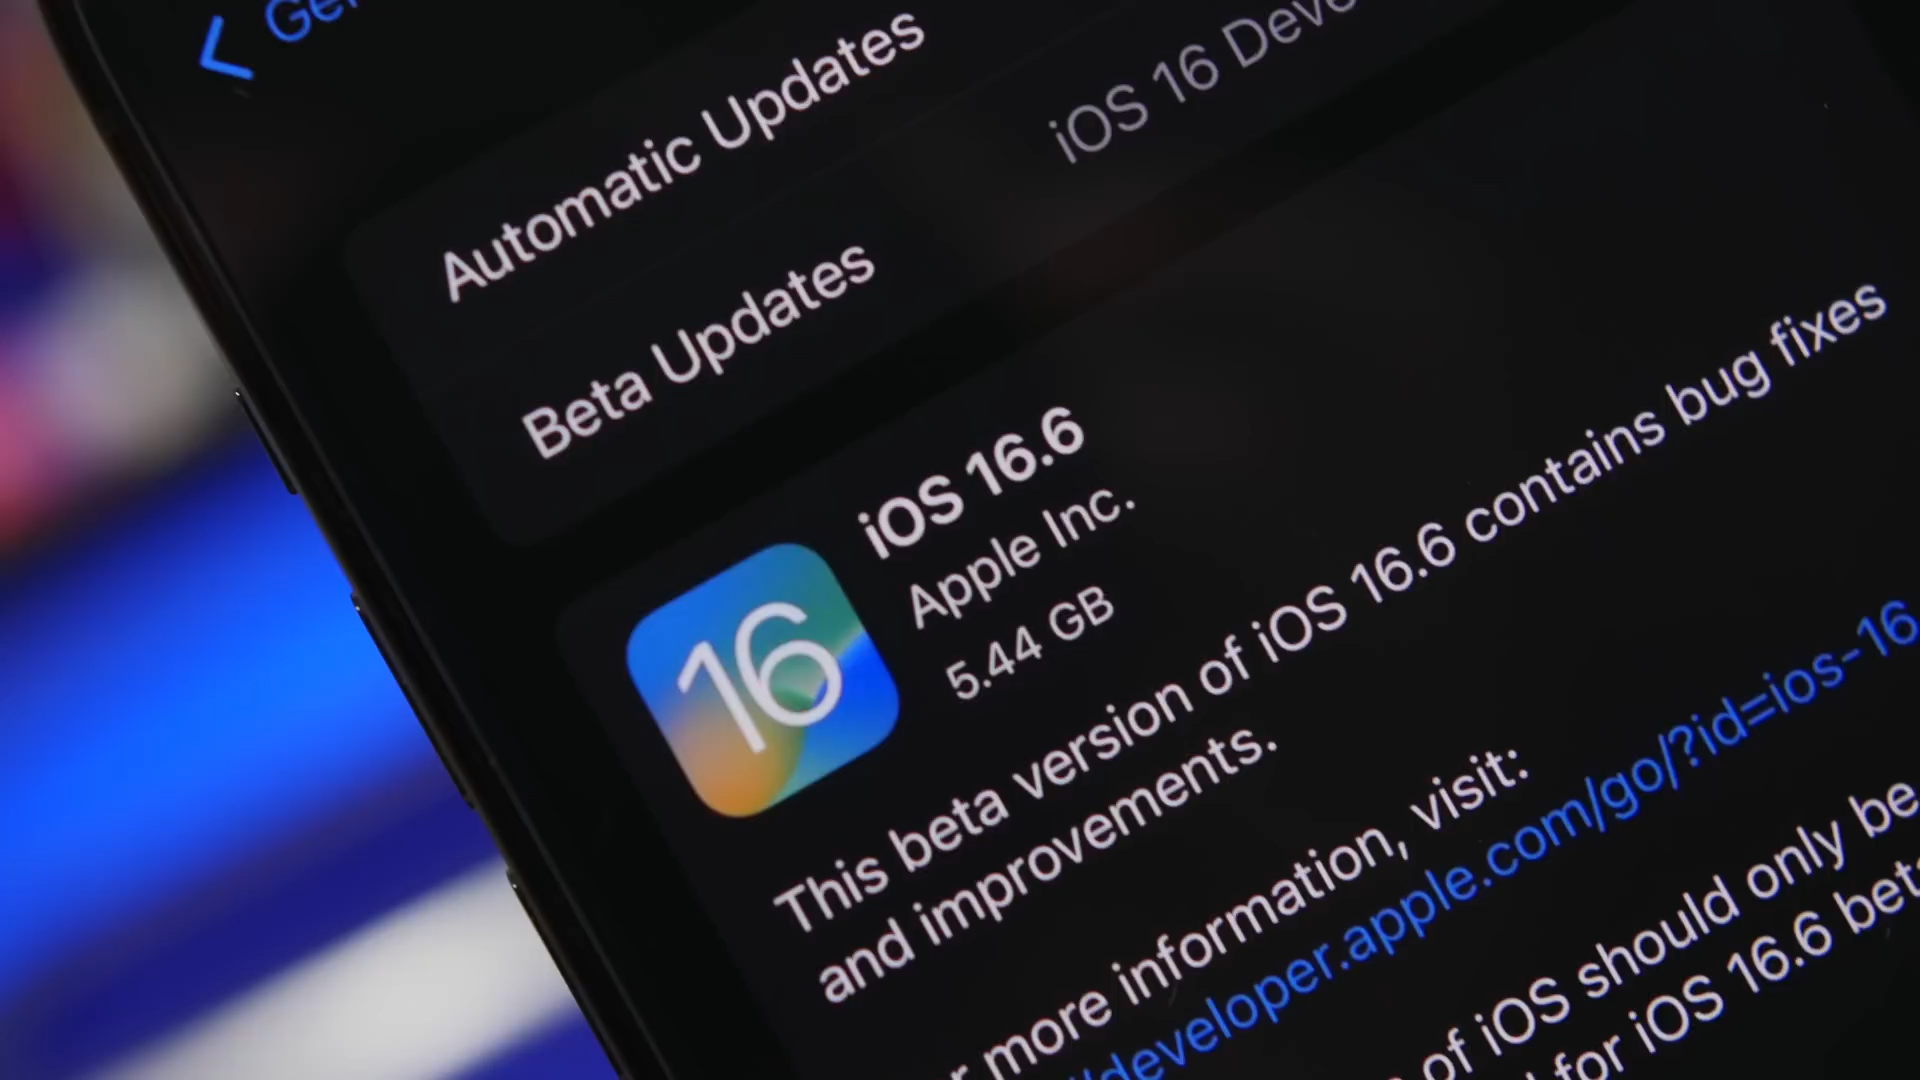 Automatic Updates
Beta Updates
iOS 16
iOS 16.6
Apple Inc.
5.44 GB
16
This beta version of iOS 16.6 contains bug fixes
and improvements.
more information, visit:
developer.apple.com/go/?id=ios-16
of iOS should only be
for iOS 16.6